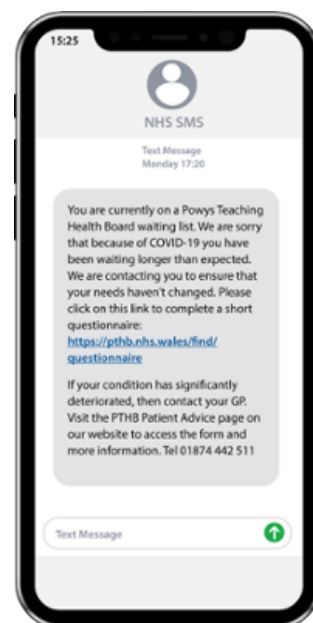 15:25
NHS SMS
Text Message
Monday 17:20
You are currently on a Powys Teaching
Health Board waiting list. We are sorry
that because of COVID-19 you have
been waiting longer than expected.
We are contacting you to ensure that
your needs haven't changed. Please
click on this link to complete a short
questionnaire:
https://pthb.nhs.wales/find/
questionnaire
If your condition has significantly
deteriorated, then contact your GP.
Visit the PTHB Patient Advice page on
our website to access the form and
more information. Tel 01874 442 511
Text Message